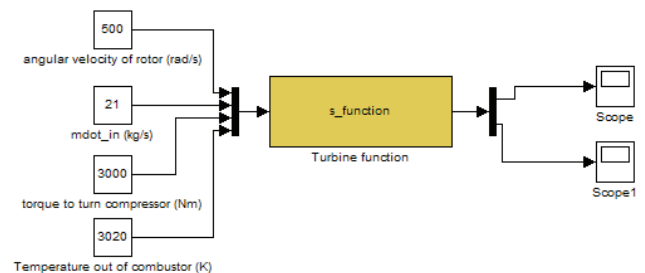 500
angular velocity of rotor (rad/s)
21
mdot_in (kg/s)
3000
torque to turn compressor (Nm)
3020
Temperature out of combustor (K)
s_function
Turbine function
Scope
Scope1